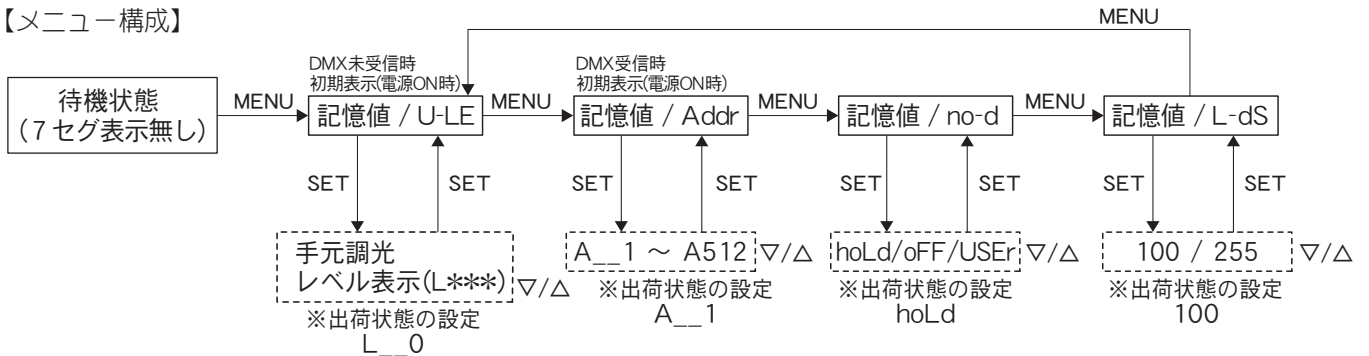 【メニュー構成】
MENU
DMX未受信時
初期表示(電源ON時)
DMX受信時
初期表示(電源ON時)
待機状態
(7セグ表示無し)
MENU
記憶値 / U-LE
MENU
記憶値 / Addr
MENU
記憶値 / no-d
MENU
記憶値 / L-dS
SET
SET
SET
SET
SET
SET
SET
SET
手元調光
レベル表示(L***)
▽/△
※出荷状態の設定
L__0
A__1 ～ A512
▽/△
※出荷状態の設定
A__1
hoLd/oFF/USEr
▽/△
※出荷状態の設定
hoLd
100 / 255
▽/△
※出荷状態の設定
100